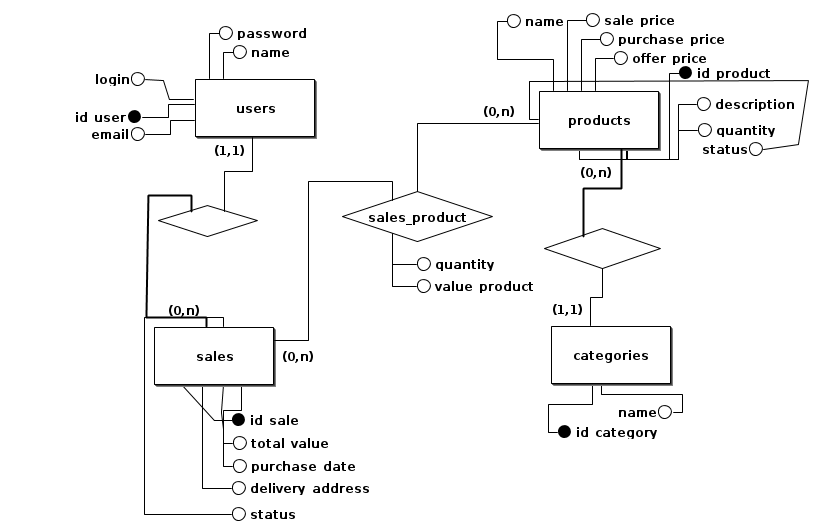 password
name
login
users
id user
email
(1,1)
name
sale price
purchase price
offer price
id product
description
(0,n)
products
quantity
status
(0,n)
sales_product
quantity
value product
(0,n)
sales
(0,n)
id sale
total value
purchase date
delivery address
status
(1,1)
categories
name
id category